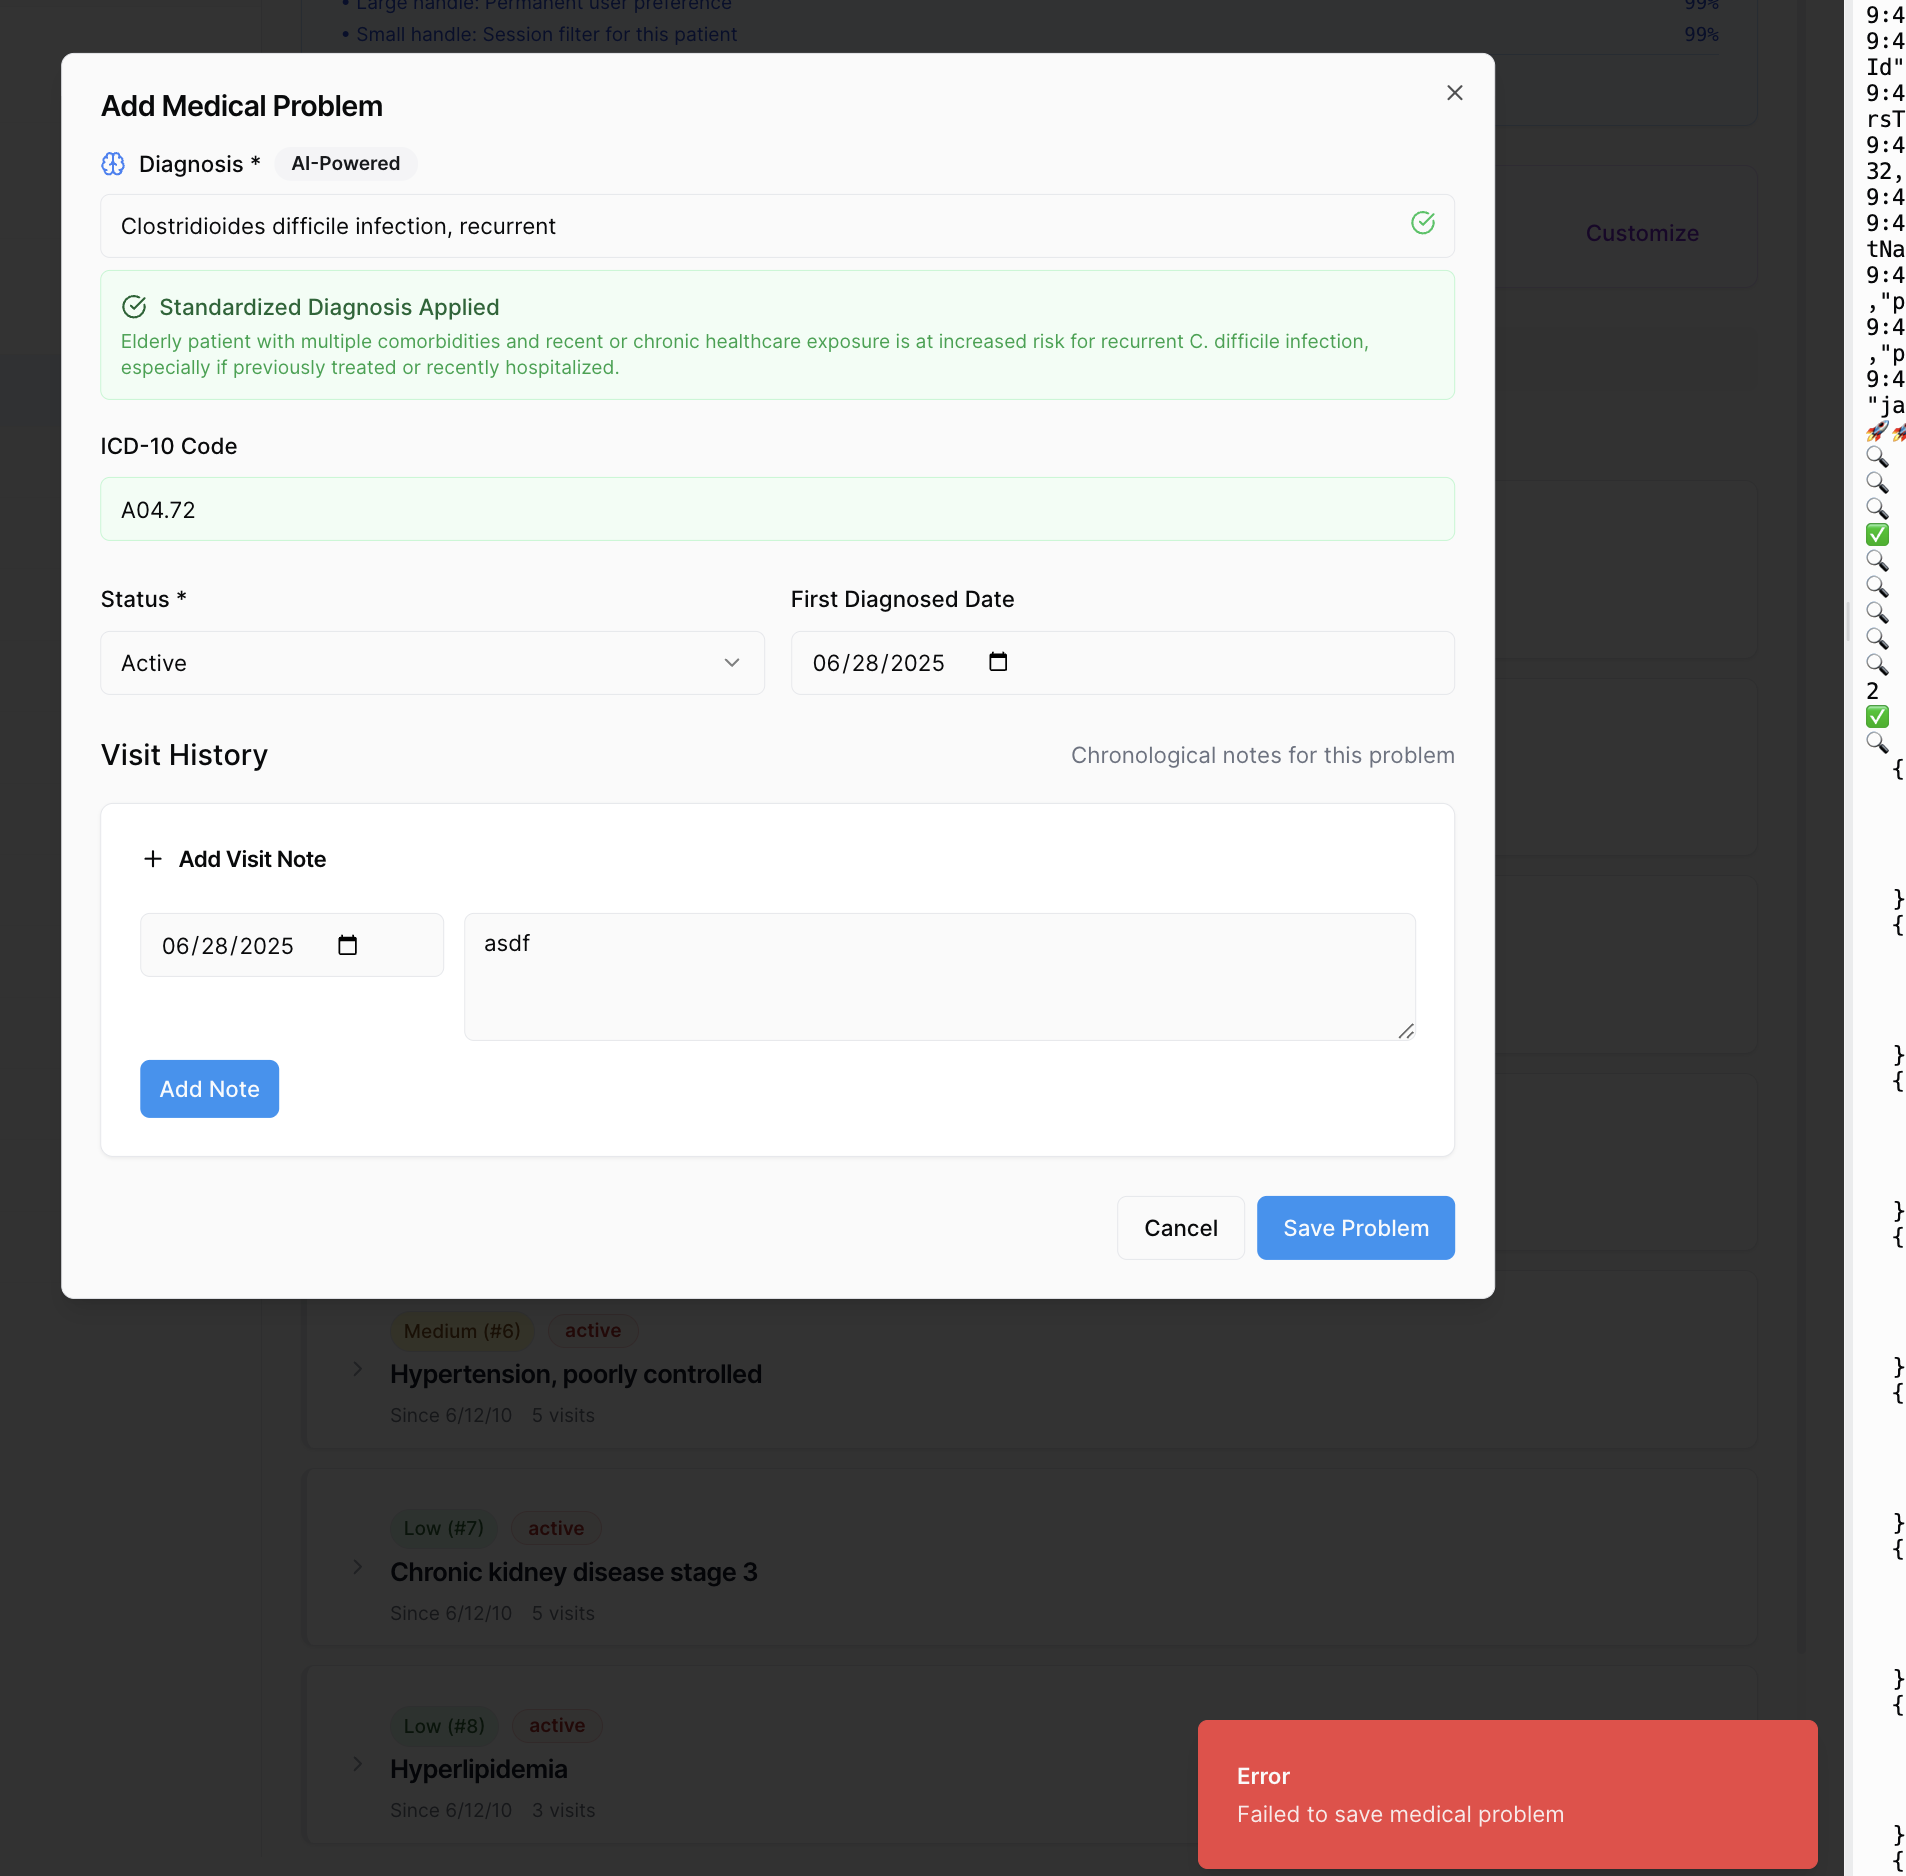 • Large handle: Permanent user preference 99%
• Small handle: Session filter for this patient 99%
Add Medical Problem
Diagnosis * AI-Powered
Clostridioides difficile infection, recurrent
Standardized Diagnosis Applied
Elderly patient with multiple comorbidities and recent or chronic healthcare exposure is at increased risk for recurrent C. difficile infection,
especially if previously treated or recently hospitalized.
ICD-10 Code
A04.72
Status * First Diagnosed Date
Active 06/28/2025
Visit History Chronological notes for this problem
+ Add Visit Note
06/28/2025 asdf
Add Note
Cancel Save Problem
Customize
Medium (#6) active
Hypertension, poorly controlled
Since 6/12/10 5 visits
Low (#7) active
Chronic kidney disease stage 3
Since 6/12/10 5 visits
Low (#8) active
Hyperlipidemia
Since 6/12/10 3 visits
Error
Failed to save medical problem
9:4
9:4
Id"
9:4
rsT
9:4
32,
9:4
9:4
tNa
9:4
,"p
9:4
,"p
9:4
"ja
2
{
}
{
}
{
}
{
}
{
}
{
}
{
}
{